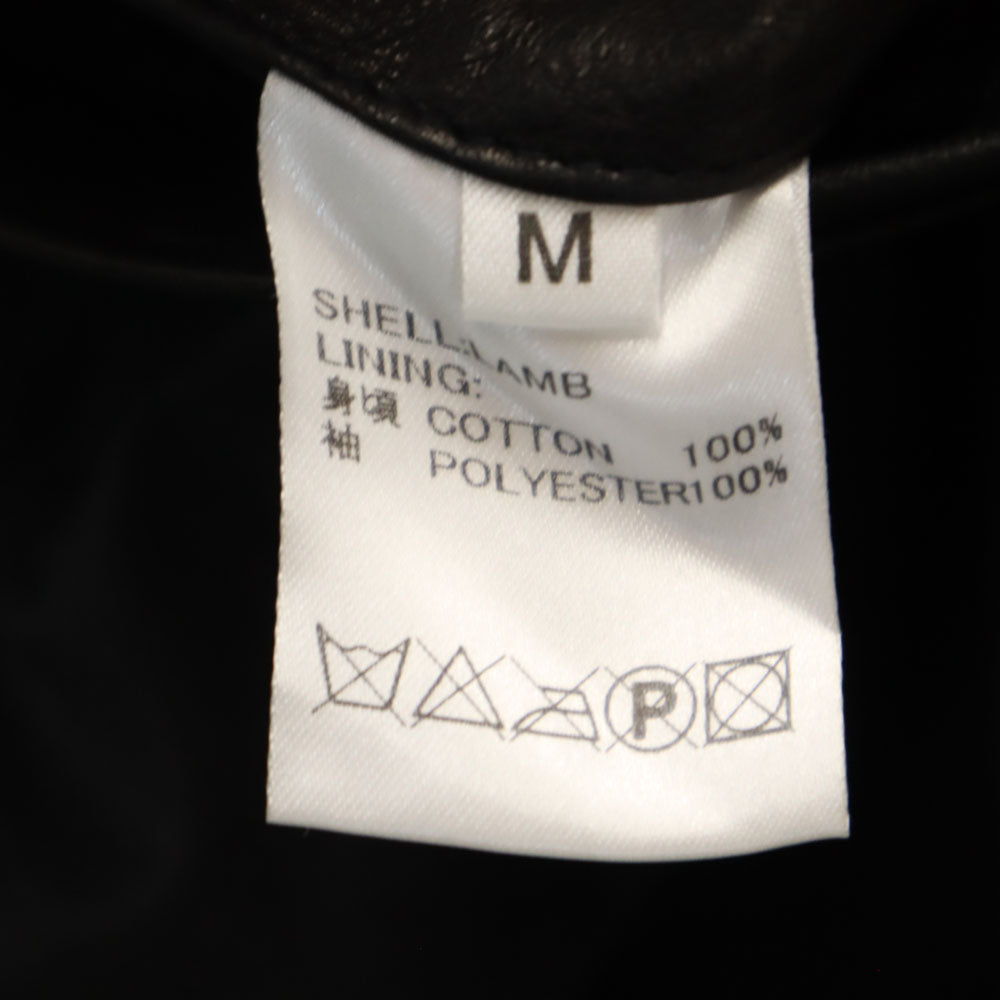 M
SHELL:LAMB
LINING:
身頃 COTTON 100%
袖 POLYESTER100%
P